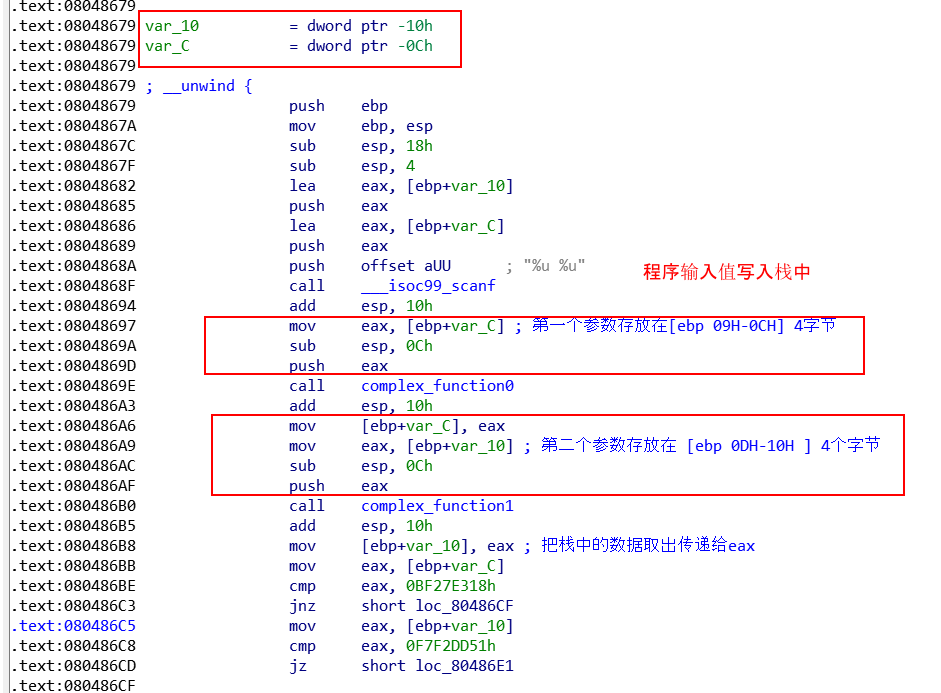 .text:08048679
.text:08048679 var_10 = dword ptr -10h
.text:08048679 var_C = dword ptr -0Ch
.text:08048679
.text:08048679 ; __unwind {
.text:08048679 push ebp
.text:0804867A mov ebp, esp
.text:0804867C sub esp, 18h
.text:0804867F sub esp, 4
.text:08048682 lea eax, [ebp+var_10]
.text:08048685 push eax
.text:08048686 lea eax, [ebp+var_C]
.text:08048689 push eax
.text:0804868A push offset aUU ; "%u %u"
程序输入值写入栈中
.text:0804868F call ___isoc99_scanf
.text:08048694 add esp, 10h
.text:08048697 mov eax, [ebp+var_C] ; 第一个参数存放在[ebp 09H-0CH] 4字节
.text:0804869A sub esp, 0Ch
.text:0804869D push eax
.text:0804869E call complex_function0
.text:080486A3 add esp, 10h
.text:080486A6 mov [ebp+var_C], eax
.text:080486A9 mov eax, [ebp+var_10] ; 第二个参数存放在 [ebp 0DH-10H ] 4个字节
.text:080486AC sub esp, 0Ch
.text:080486AF push eax
.text:080486B0 call complex_function1
.text:080486B5 add esp, 10h
.text:080486B8 mov [ebp+var_10], eax ; 把栈中的数据取出传递给eax
.text:080486BB mov eax, [ebp+var_C]
.text:080486BE cmp eax, 0BF27E318h
.text:080486C3 jnz short loc_80486CF
.text:080486C5 mov eax, [ebp+var_10]
.text:080486C8 cmp eax, 0F7F2DD51h
.text:080486CD jz short loc_80486E1
.text:080486CF